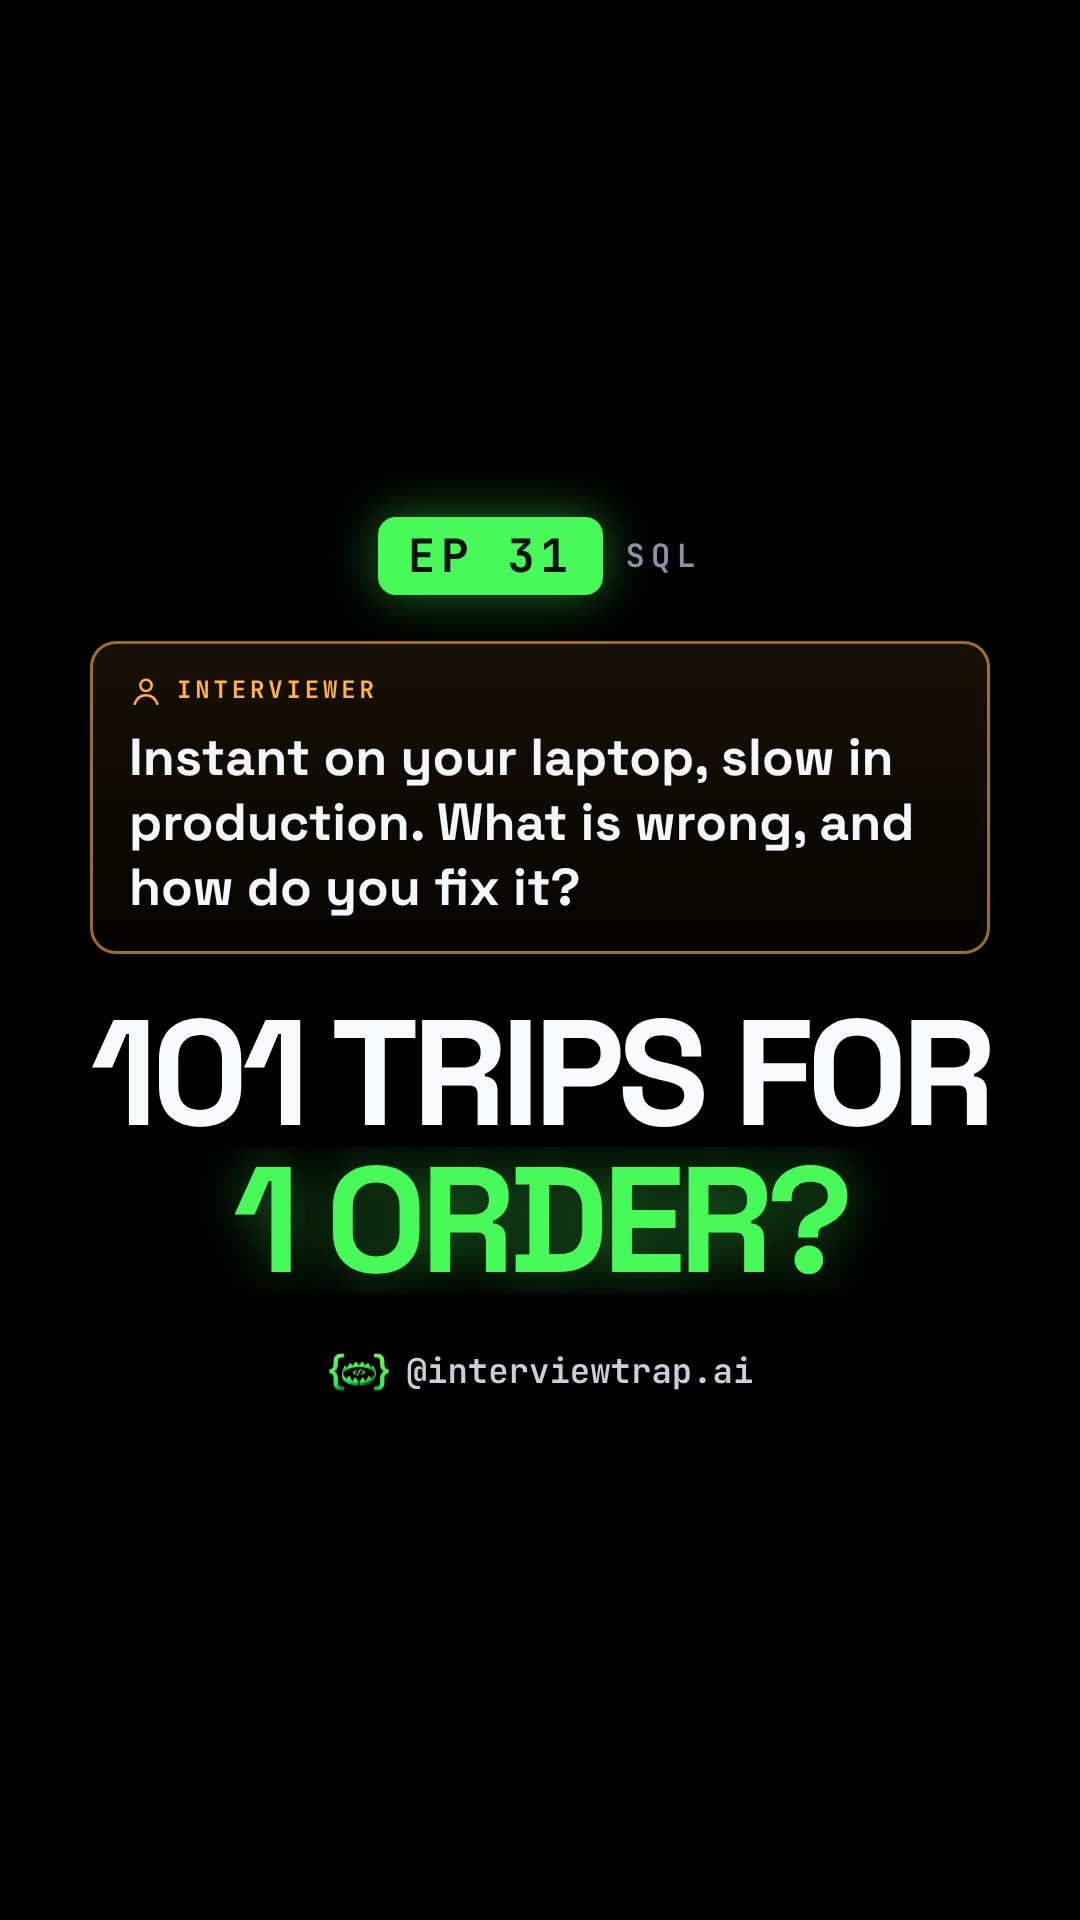 EP 31 SQL
INTERVIEWER
Instant on your laptop, slow in
production. What is wrong, and
how do you fix it?
101 TRIPS FOR
1 ORDER?
@interviewtrap.ai